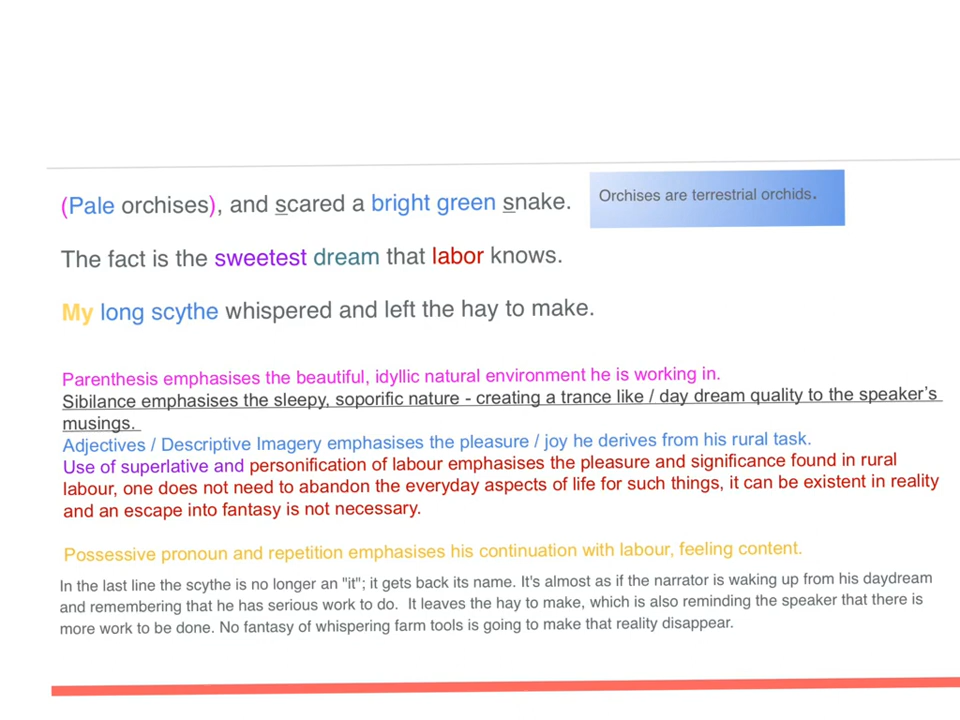 (Pale orchises), and scared a bright green snake.
Orchises are terrestrial orchids.
The fact is the sweetest dream that labor knows.
My long scythe whispered and left the hay to make.
Parenthesis emphasises the beautiful, idyllic natural environment he is working in.
Sibilance emphasises the sleepy, soporific nature - creating a trance like / day dream quality to the speaker's
musings.
Adjectives / Descriptive Imagery emphasises the pleasure / joy he derives from his rural task.
Use of superlative and personification of labour emphasises the pleasure and significance found in rural
labour, one does not need to abandon the everyday aspects of life for such things, it can be existent in reality
and an escape into fantasy is not necessary.
Possessive pronoun and repetition emphasises his continuation with labour, feeling content.
In the last line the scythe is no longer an "it"; it gets back its name. It's almost as if the narrator is waking up from his daydream
and remembering that he has serious work to do. It leaves the hay to make, which is also reminding the speaker that there is
more work to be done. No fantasy of whispering farm tools is going to make that reality disappear.